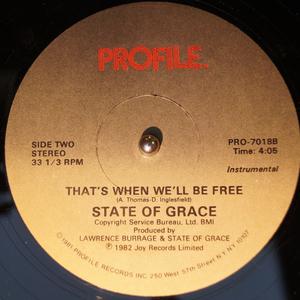 PROFILE.
SIDE TWO
STEREO
33 1/3 RPM
PRO-7018B
Time: 4:05
Instrumental
THAT'S WHEN WE'LL BE FREE
(A. Thomas-D. Inglesfield)
STATE OF GRACE
Copyright Service Bureau, Ltd. BMI
Produced by
LAWRENCE BURRAGE & STATE OF GRACE
℗ 1982 Joy Records Limited
© 1981 PROFILE RECORDS INC 250 West 57th Street N.Y. N.Y. 10107